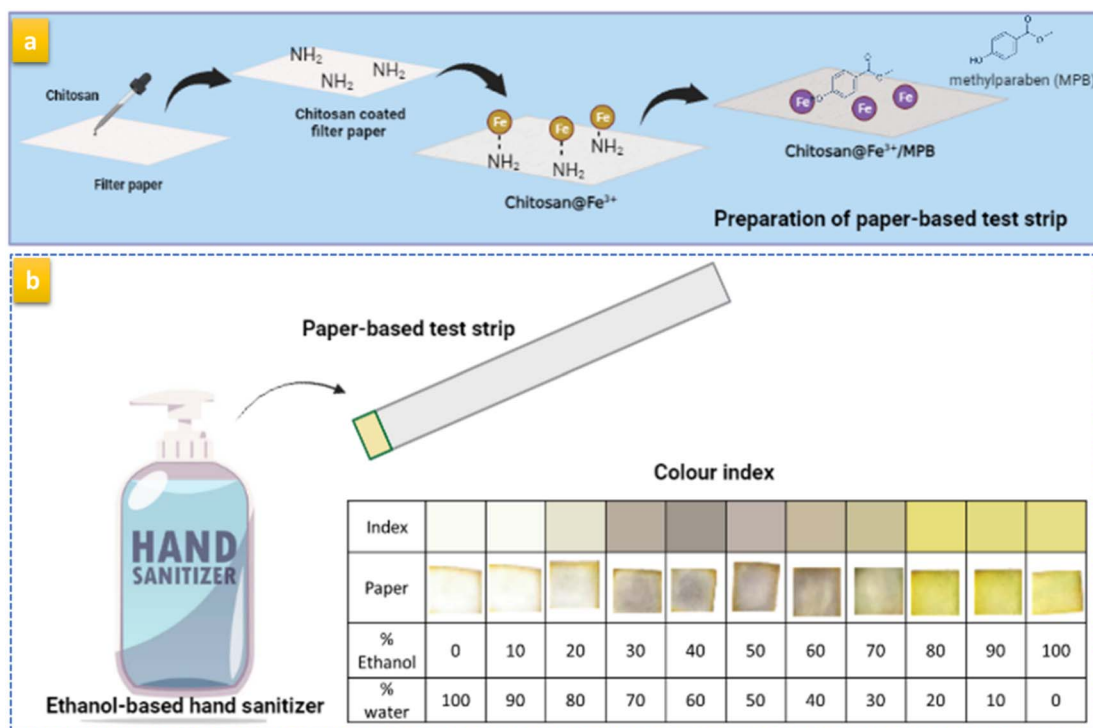 a
Chitosan
Filter paper
NH2
NH2
NH2
Chitosan coated
filter paper
Fe
Fe
Fe
NH2
NH2
NH2
Chitosan@Fe³⁺
Fe
Fe
Fe
O
O
O
Chitosan@Fe³⁺/MPB
O
O
HO
methylparaben (MPB)
Preparation of paper-based test strip
b
Paper-based test strip
HAND
SANITIZER
Ethanol-based hand sanitizer
Colour index
Index
Paper
% Ethanol 0 10 20 30 40 50 60 70 80 90 100
% water 100 90 80 70 60 50 40 30 20 10 0